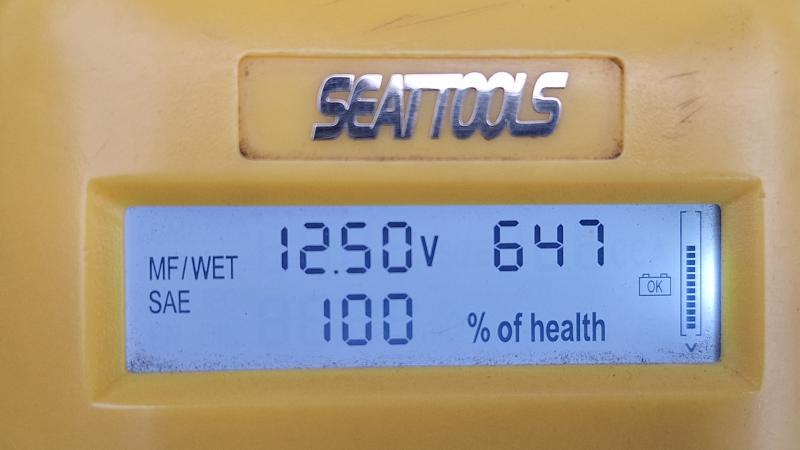 SEATTOOLS
MF/WET 12.50V 647
SAE
OK
100 % of health